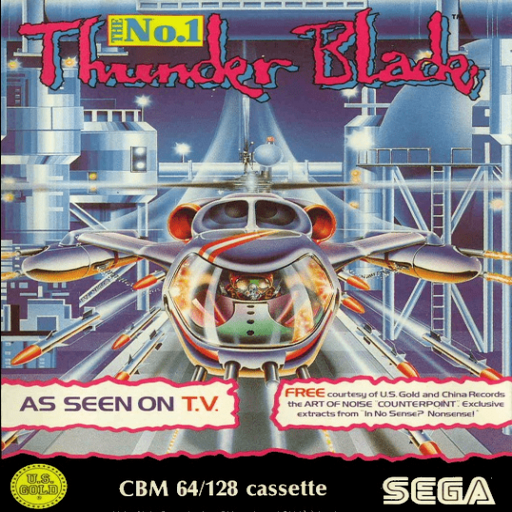 THE No.1
Thunder Blade™
AS SEEN ON T.V.
FREE courtesy of U.S. Gold and China Records
the ART OF NOISE "COUNTERPOINT". Exclusive
extracts from "In No Sense? Nonsense!"
U.S.
GOLD
®
CBM 64/128 cassette
SEGA